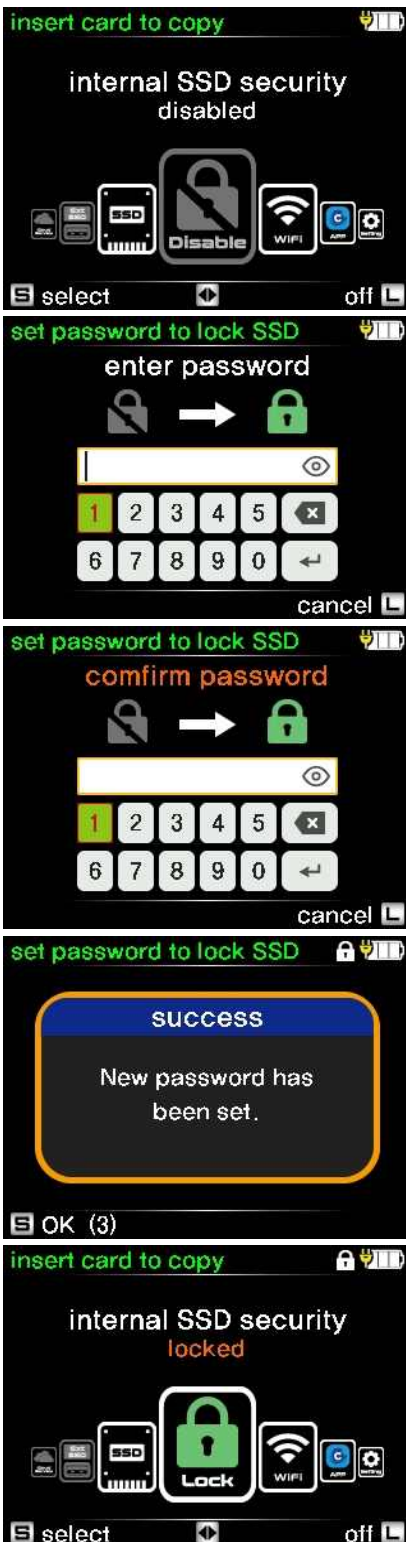 insert card to copy
internal SSD security
disabled
SSD
Disable
WiFi
C
APP
S select
off L
set password to lock SSD
enter password
1 2 3 4 5
6 7 8 9 0
cancel L
set password to lock SSD
comfirm password
1 2 3 4 5
6 7 8 9 0
cancel L
set password to lock SSD
success
New password has
been set.
S OK (3)
insert card to copy
internal SSD security
locked
SSD
Lock
WiFi
C
APP
S select
off L